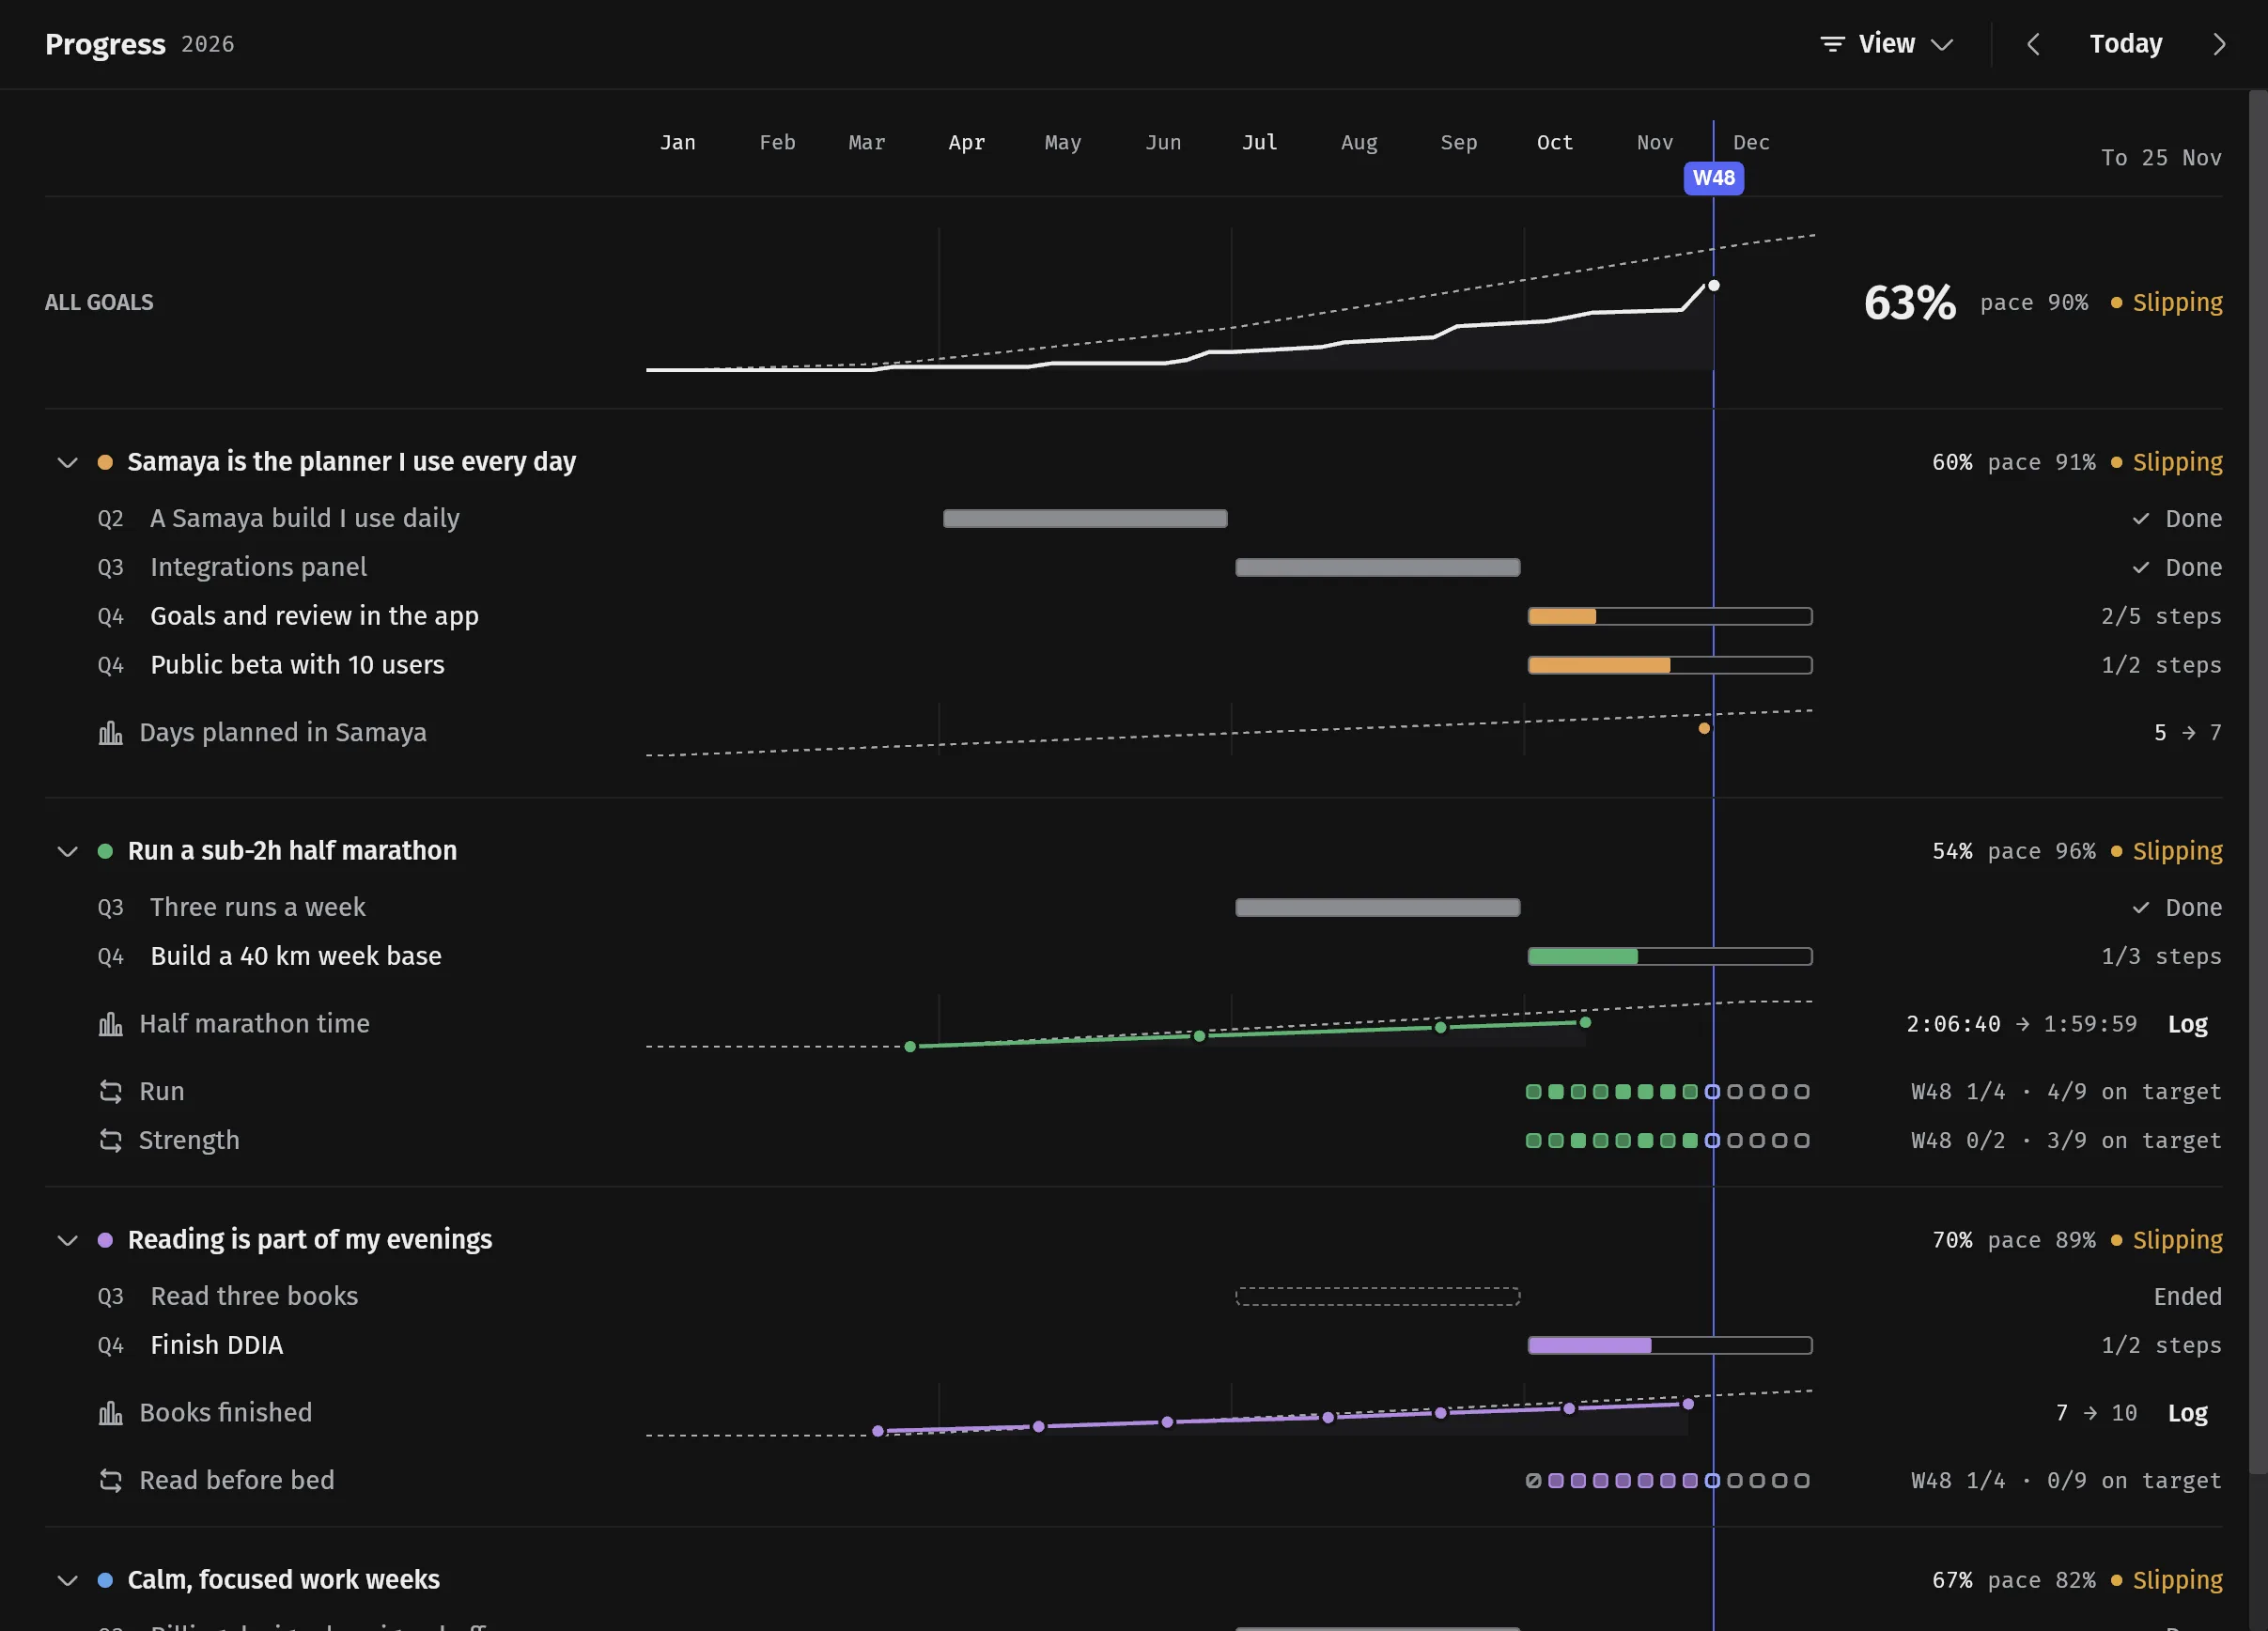 Progress 2026
View
Today
Jan Feb Mar Apr May Jun Jul Aug Sep Oct Nov Dec
To 25 Nov
W48
ALL GOALS
63% pace 90% Slipping
Samaya is the planner I use every day 60% pace 91% Slipping
Q2 A Samaya build I use daily Done
Q3 Integrations panel Done
Q4 Goals and review in the app 2/5 steps
Q4 Public beta with 10 users 1/2 steps
Days planned in Samaya 5 → 7
Run a sub-2h half marathon 54% pace 96% Slipping
Q3 Three runs a week Done
Q4 Build a 40 km week base 1/3 steps
Half marathon time 2:06:40 → 1:59:59 Log
Run W48 1/4 · 4/9 on target
Strength W48 0/2 · 3/9 on target
Reading is part of my evenings 70% pace 89% Slipping
Q3 Read three books Ended
Q4 Finish DDIA 1/2 steps
Books finished 7 → 10 Log
Read before bed W48 1/4 · 0/9 on target
Calm, focused work weeks 67% pace 82% Slipping